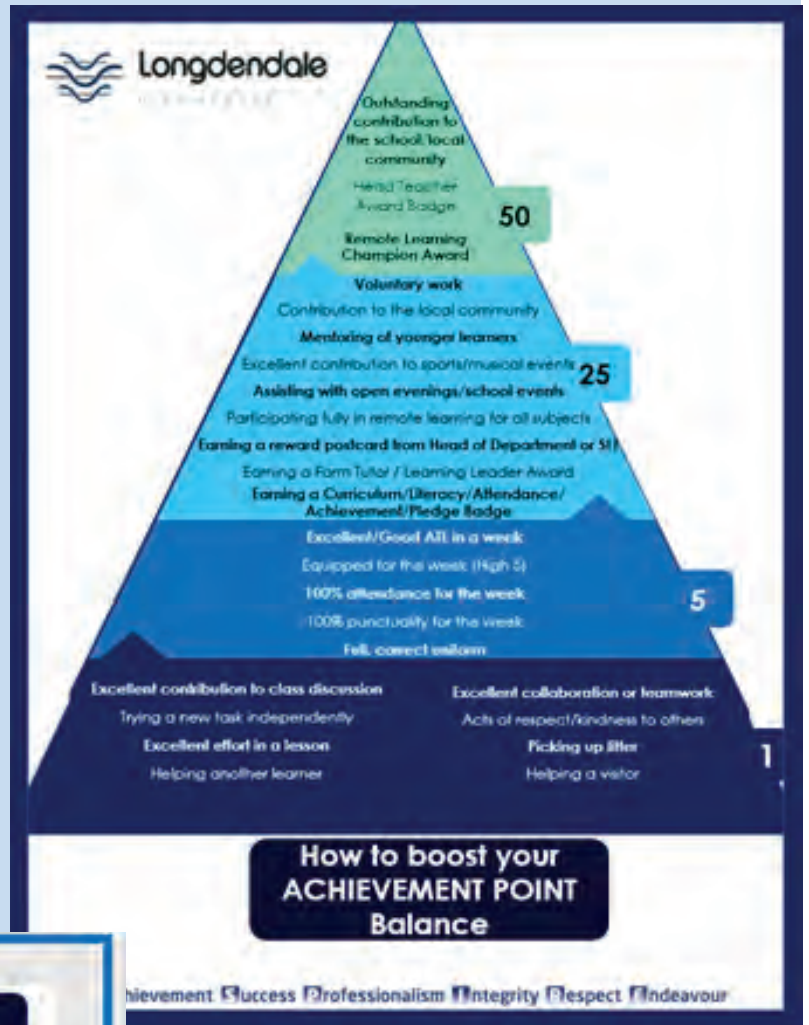 Longdendale
Outstanding
contribution to
the school/local
community
Head Teacher
Award Badge
Remote Learning
Champion Award
50
Voluntary work
Contribution to the local community
Mentoring of younger learners
Excellent contribution to sports/musical events
Assisting with open evenings/school events
Participating fully in remote learning for all subjects
Earning a reward postcard from Head of Department or
Earning a Form Tutor / Learning Leader Award
Earning a Curriculum/Literacy/Attendance/
Achievement/Pledge Badge
25
Excellent/Good ATL in a week
Equipped for the week (High 5)
100% attendance for the week
100% punctuality for the week
Full, correct uniform
5
Excellent contribution to class discussion
Trying a new task independently
Excellent effort in a lesson
Helping another learner
Excellent collaboration or teamwork
Acts of respect/kindness to others
Picking up litter
Helping a visitor
1
How to boost your
ACHIEVEMENT POINT
Balance
hievement Success Professionalism Integrity Respect Endeavour